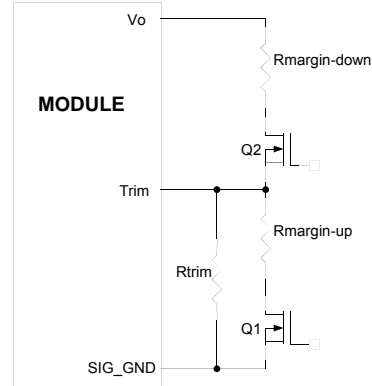 Vo
Rmargin-down
MODULE
Q2
Trim
Rmargin-up
Rtrim
Q1
SIG_GND